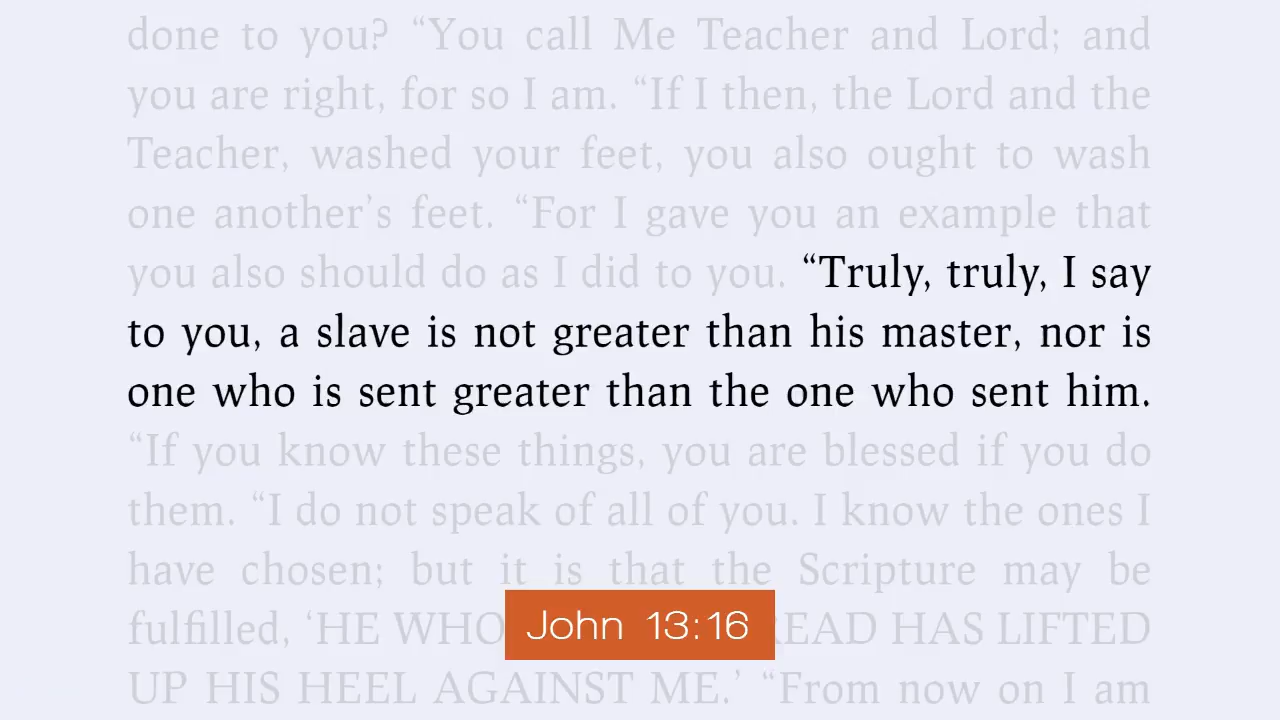 done to you? “You call Me Teacher and Lord; and
you are right, for so I am. “If I then, the Lord and the
Teacher, washed your feet, you also ought to wash
one another’s feet. “For I gave you an example that
you also should do as I did to you. “Truly, truly, I say
to you, a slave is not greater than his master, nor is
one who is sent greater than the one who sent him.
“If you know these things, you are blessed if you do
them. “I do not speak of all of you. I know the ones I
have chosen; but it is that the Scripture may be
fulfilled, ‘HE WHO HAS LIFTED
John 13:16
UP HIS HEEL AGAINST ME.’ “From now on I am